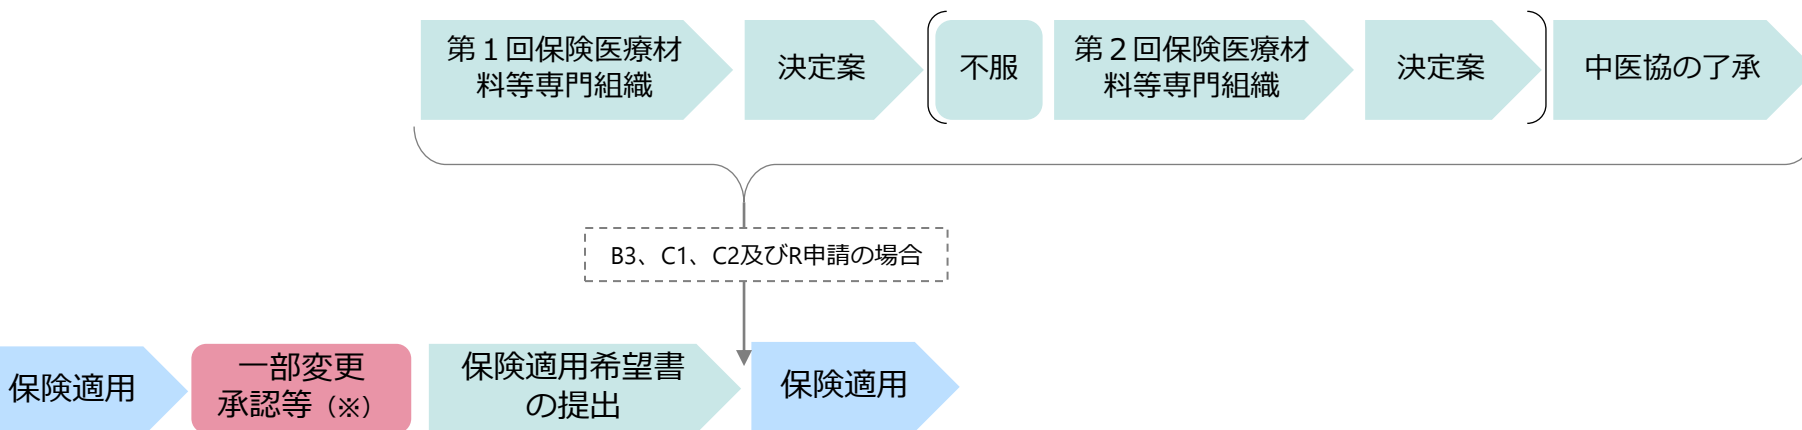 第１回保険医療材
料等専門組織
決定案
不服
第２回保険医療材
料等専門組織
決定案
中医協の了承
B3、C1、C2及びR申請の場合
保険適用
一部変更
承認等（※）
保険適用希望書
の提出
保険適用